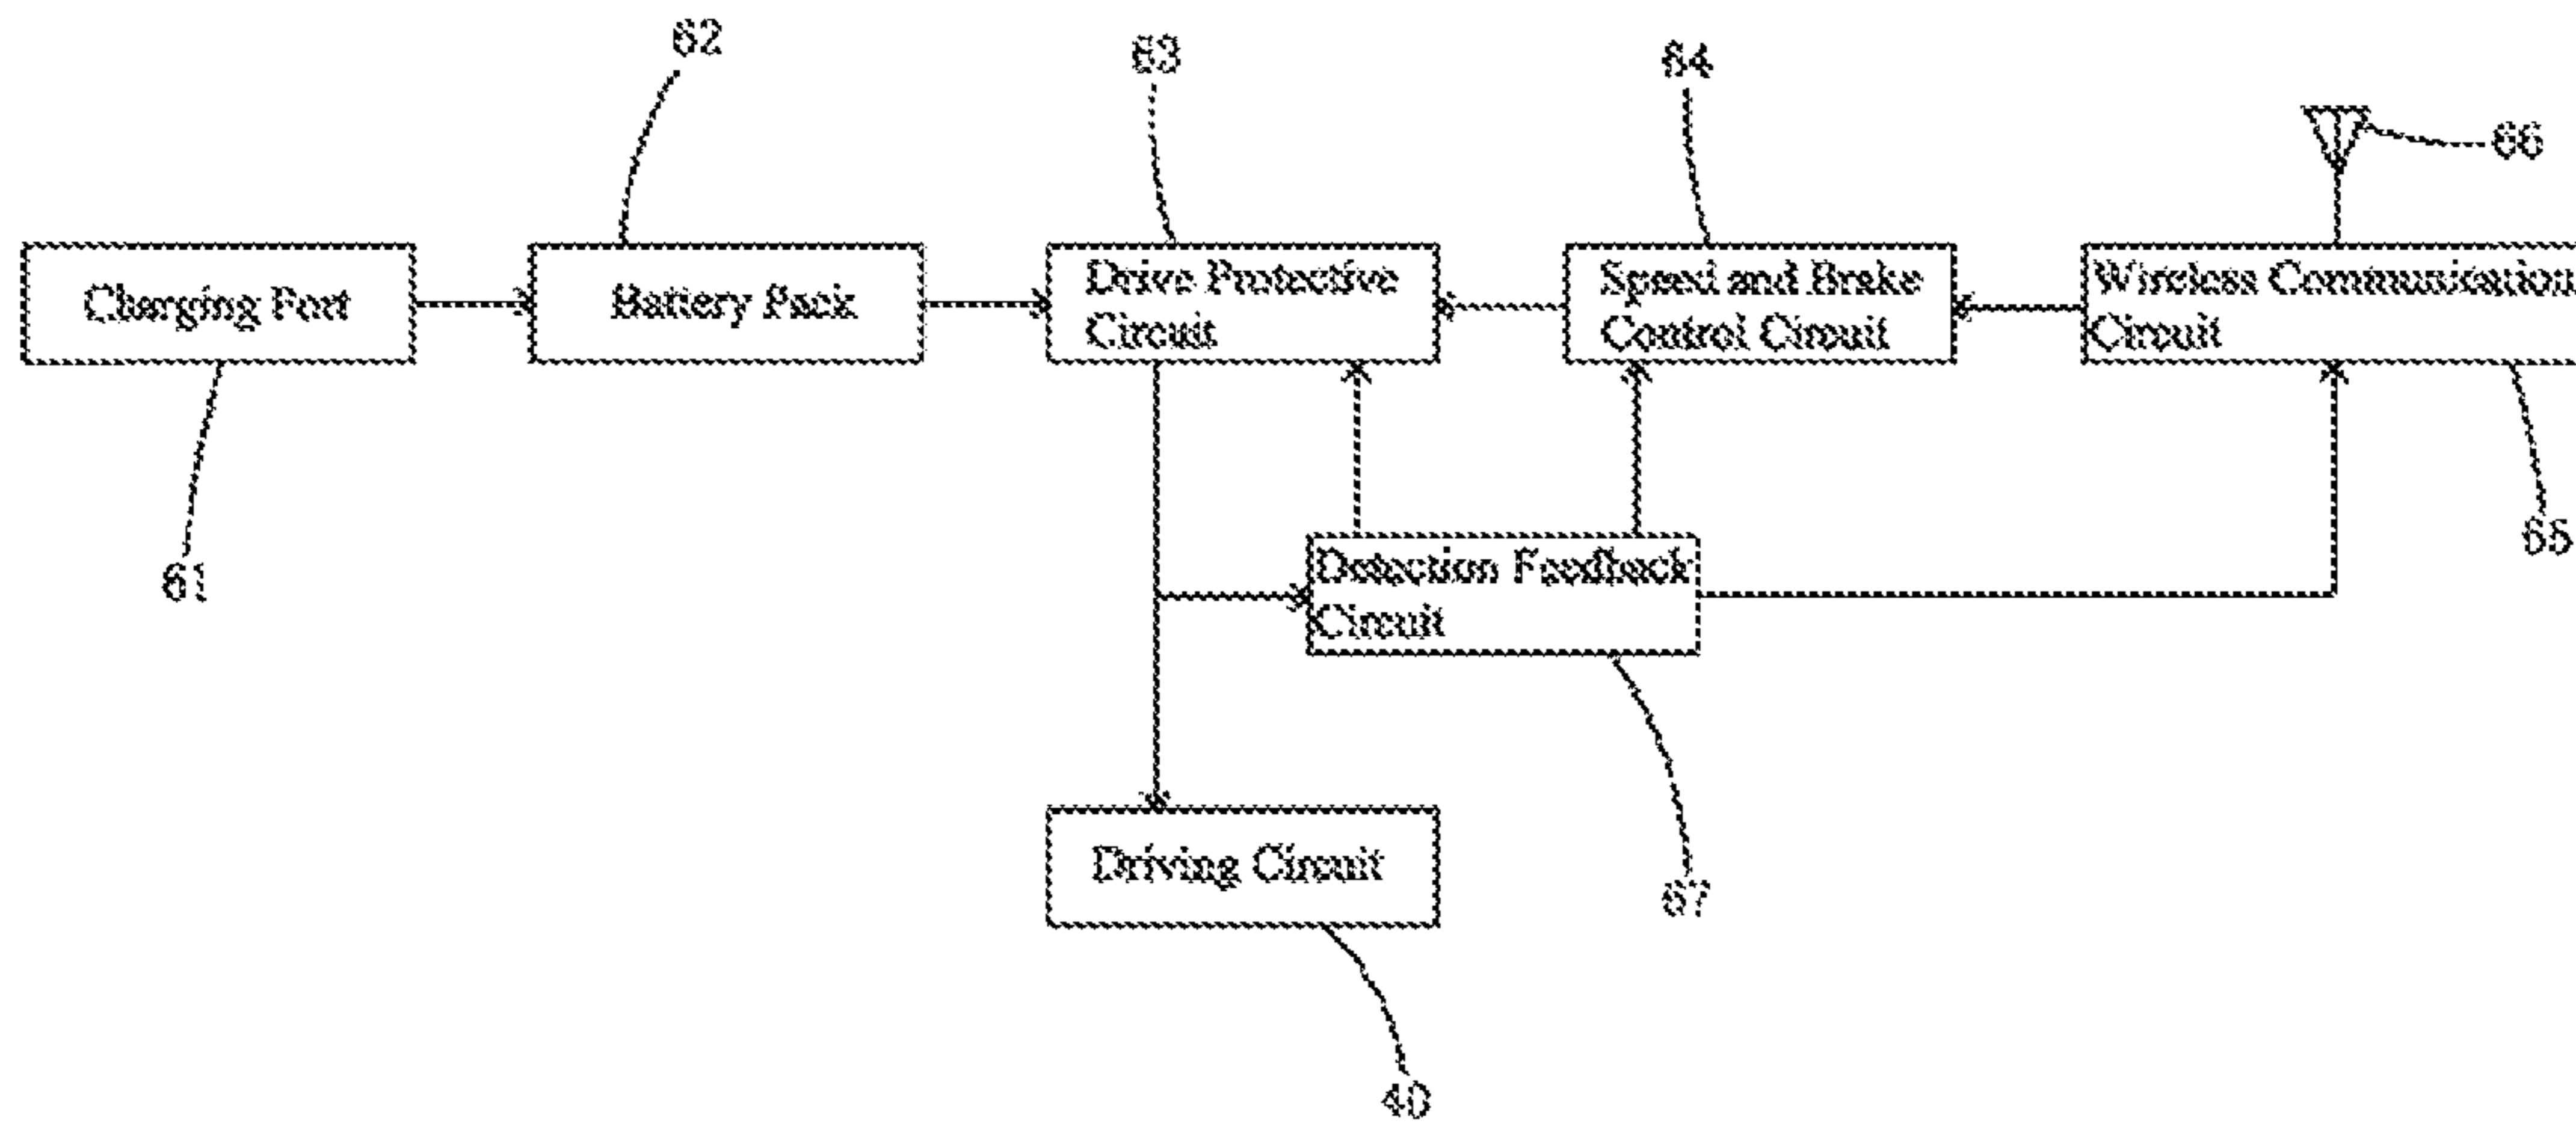 62
63
64
66
Charging Port
Battery Pack
Drive Protective
Circuit
Speed and Brake
Control Circuit
Wireless Communication
Circuit
61
65
Detection Feedback
Circuit
67
Driving Circuit
40